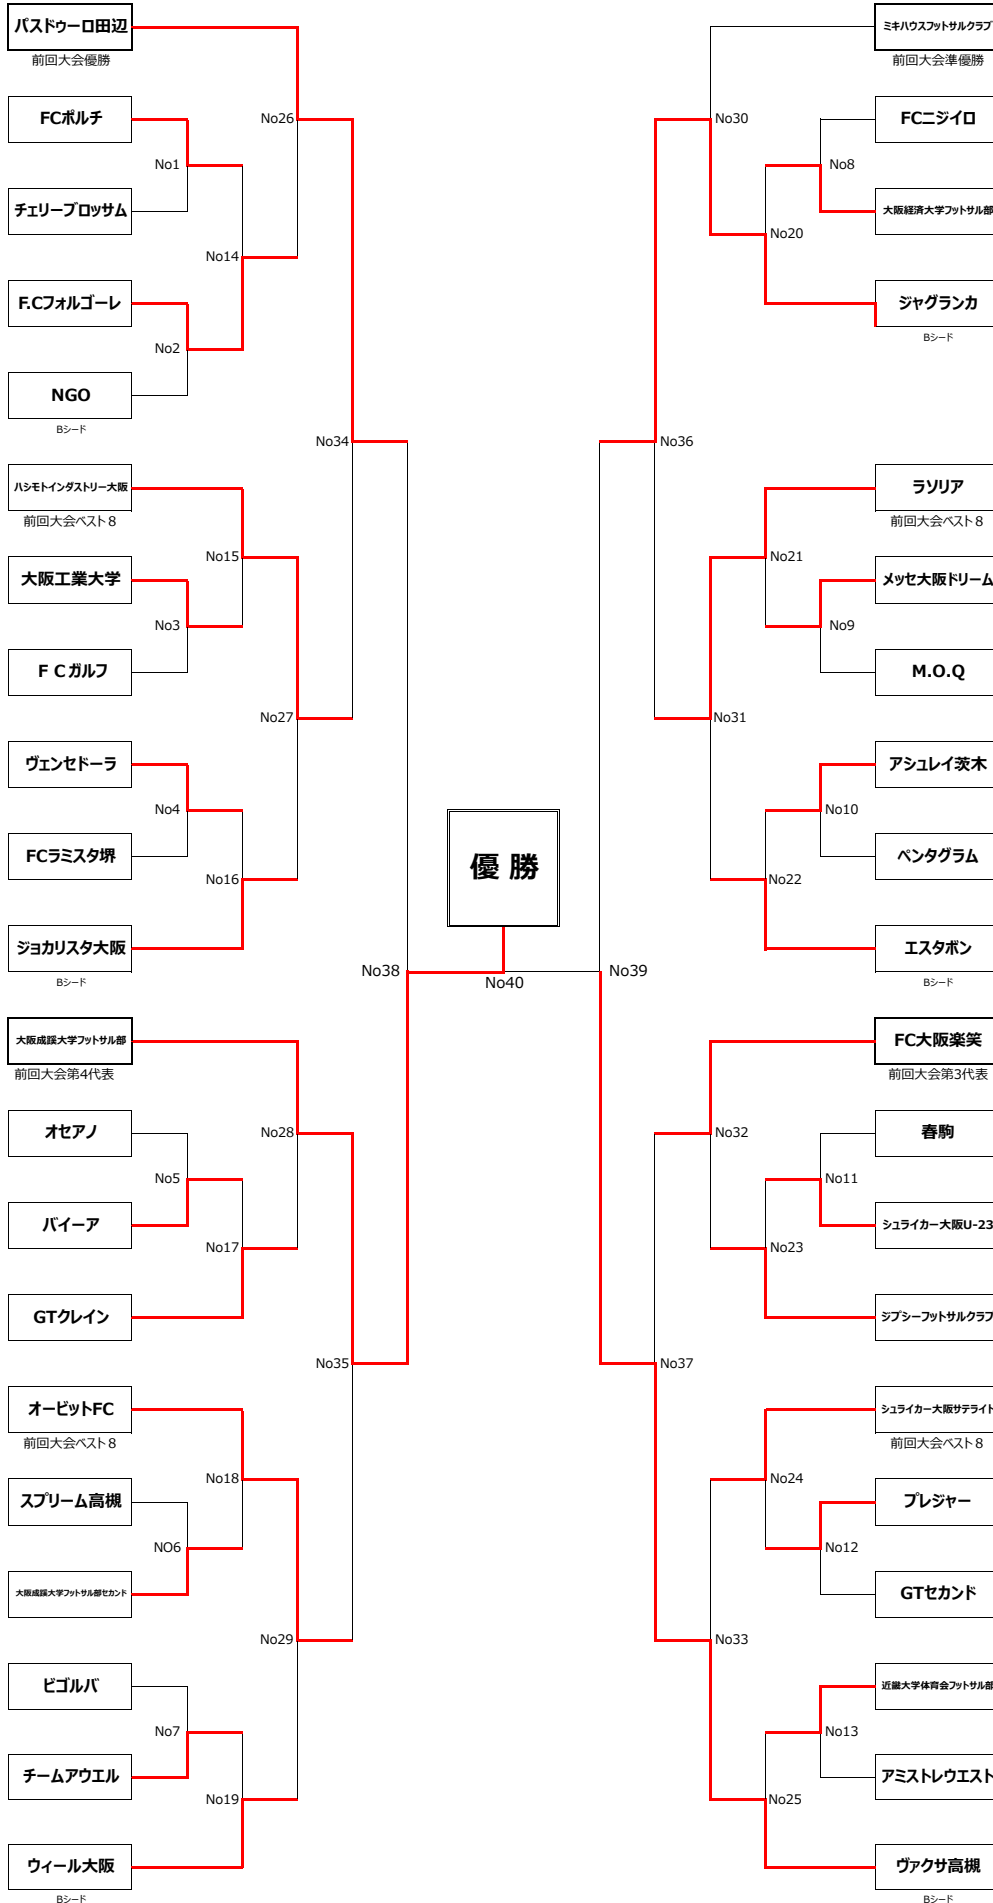 パスドゥーロ田辺
前回大会優勝
FCポルチ
No26
No1
チェリーブロッサム
No14
F.Cフォルゴーレ
No2
NGO
Bシード
No34
ハシモトインダストリー大阪
前回大会ベスト８
No15
大阪工業大学
No3
ＦＣガルフ
No27
ヴェンセドーラ
No4
FCラミスタ堺
No16
ジョカリスタ大阪
Bシード
No38
大阪成蹊大学フットサル部
前回大会第4代表
オセアノ
No28
No5
バイーア
No17
GTクレイン
No35
オービットFC
前回大会ベスト８
No18
スプリーム高槻
NO6
大阪成蹊大学フットサル部セカンド
No29
ビゴルバ
No7
チームアウエル
No19
ウィール大阪
Bシード
優 勝
No40
ミキハウスフットサルクラブ
前回大会準優勝
No30
FCニジイロ
No8
大阪経済大学フットサル部
No20
ジャグランカ
Bシード
No36
ラソリア
前回大会ベスト８
No21
メッセ大阪ドリーム
No9
M.O.Q
No31
アシュレイ茨木
No10
ペンタグラム
No22
エスタボン
Bシード
No39
FC大阪楽笑
前回大会第3代表
No32
春駒
No11
シュライカー大阪U-23
No23
ジプシーフットサルクラブ
No37
シュライカー大阪サテライト
前回大会ベスト８
No24
プレジャー
No12
GTセカンド
No33
近畿大学体育会フットサル部
No13
アミストレウエスト
No25
ヴァクサ高槻
Bシード